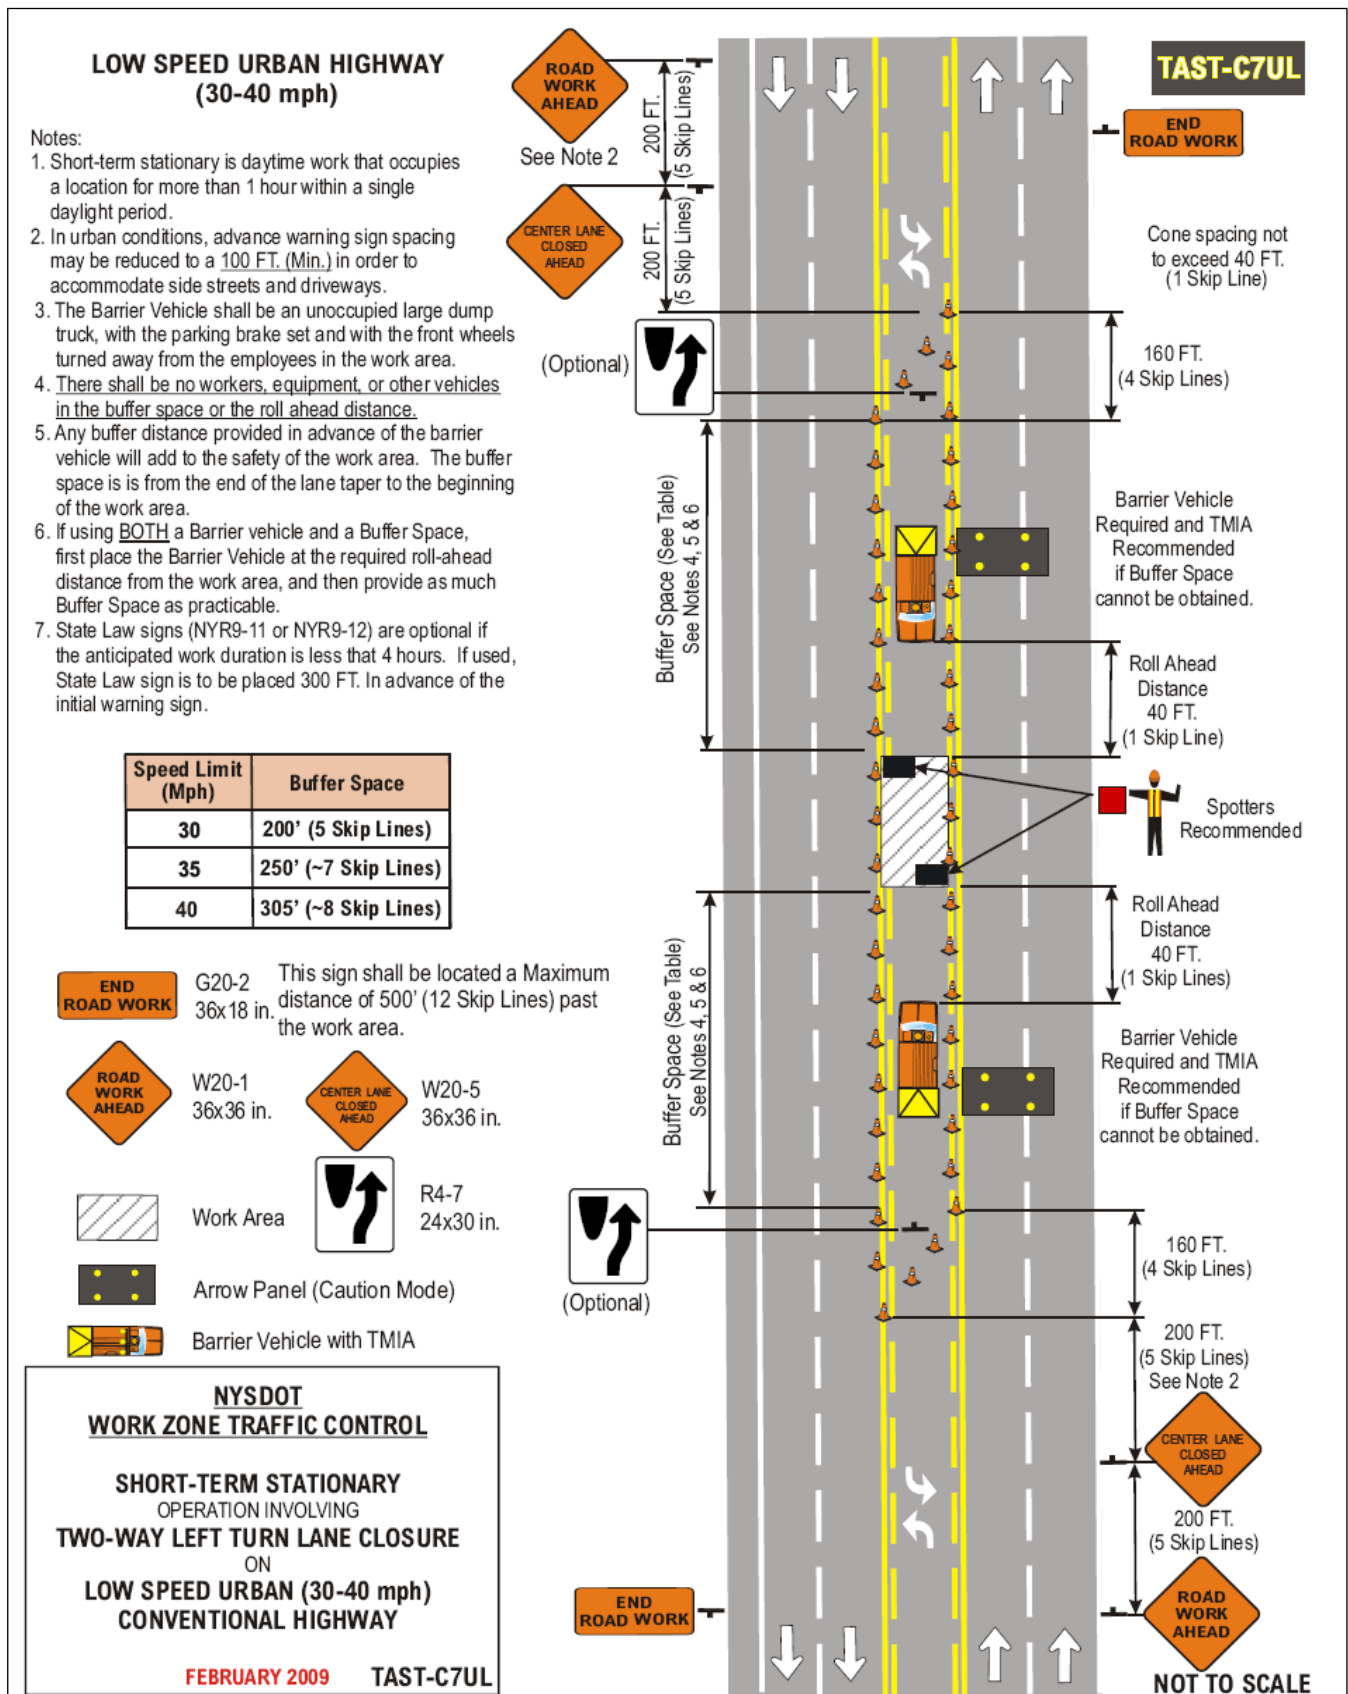 LOW SPEED URBAN HIGHWAY
(30-40 mph)
Notes:
1. Short-term stationary is daytime work that occupies
a location for more than 1 hour within a single
daylight period.
2. In urban conditions, advance warning sign spacing
may be reduced to a 100 FT. (Min.) in order to
accommodate side streets and driveways.
3. The Barrier Vehicle shall be an unoccupied large dump
truck, with the parking brake set and with the front wheels
turned away from the employees in the work area.
4. There shall be no workers, equipment, or other vehicles
in the buffer space or the roll ahead distance.
5. Any buffer distance provided in advance of the barrier
vehicle will add to the safety of the work area. The buffer
space is is from the end of the lane taper to the beginning
of the work area.
6. If using BOTH a Barrier vehicle and a Buffer Space,
first place the Barrier Vehicle at the required roll-ahead
distance from the work area, and then provide as much
Buffer Space as practicable.
7. State Law signs (NYR9-11 or NYR9-12) are optional if
the anticipated work duration is less that 4 hours. If used,
State Law sign is to be placed 300 FT. In advance of the
initial warning sign.
Speed Limit
(Mph)
Buffer Space
30
200' (5 Skip Lines)
35
250' (~7 Skip Lines)
40
305' (~8 Skip Lines)
END
ROAD WORK
G20-2
36x18 in.
This sign shall be located a Maximum
distance of 500' (12 Skip Lines) past
the work area.
ROAD
WORK
AHEAD
W20-1
36x36 in.
CENTER LANE
CLOSED
AHEAD
W20-5
36x36 in.
Work Area
R4-7
24x30 in.
Arrow Panel (Caution Mode)
Barrier Vehicle with TMIA
NYSDOT
WORK ZONE TRAFFIC CONTROL
SHORT-TERM STATIONARY
OPERATION INVOLVING
TWO-WAY LEFT TURN LANE CLOSURE
ON
LOW SPEED URBAN (30-40 mph)
CONVENTIONAL HIGHWAY
FEBRUARY 2009
TAST-C7UL
ROAD
WORK
AHEAD
See Note 2
200 FT.
(5 Skip Lines)
CENTER LANE
CLOSED
AHEAD
200 FT.
(5 Skip Lines)
(Optional)
Buffer Space (See Table)
See Notes 4, 5 & 6
Buffer Space (See Table)
See Notes 4, 5 & 6
(Optional)
END
ROAD WORK
TAST-C7UL
END
ROAD WORK
Cone spacing not
to exceed 40 FT.
(1 Skip Line)
160 FT.
(4 Skip Lines)
Barrier Vehicle
Required and TMIA
Recommended
if Buffer Space
cannot be obtained.
Roll Ahead
Distance
40 FT.
(1 Skip Line)
Spotters
Recommended
Roll Ahead
Distance
40 FT.
(1 Skip Lines)
Barrier Vehicle
Required and TMIA
Recommended
if Buffer Space
cannot be obtained.
160 FT.
(4 Skip Lines)
200 FT.
(5 Skip Lines)
See Note 2
CENTER LANE
CLOSED
AHEAD
200 FT.
(5 Skip Lines)
ROAD
WORK
AHEAD
NOT TO SCALE